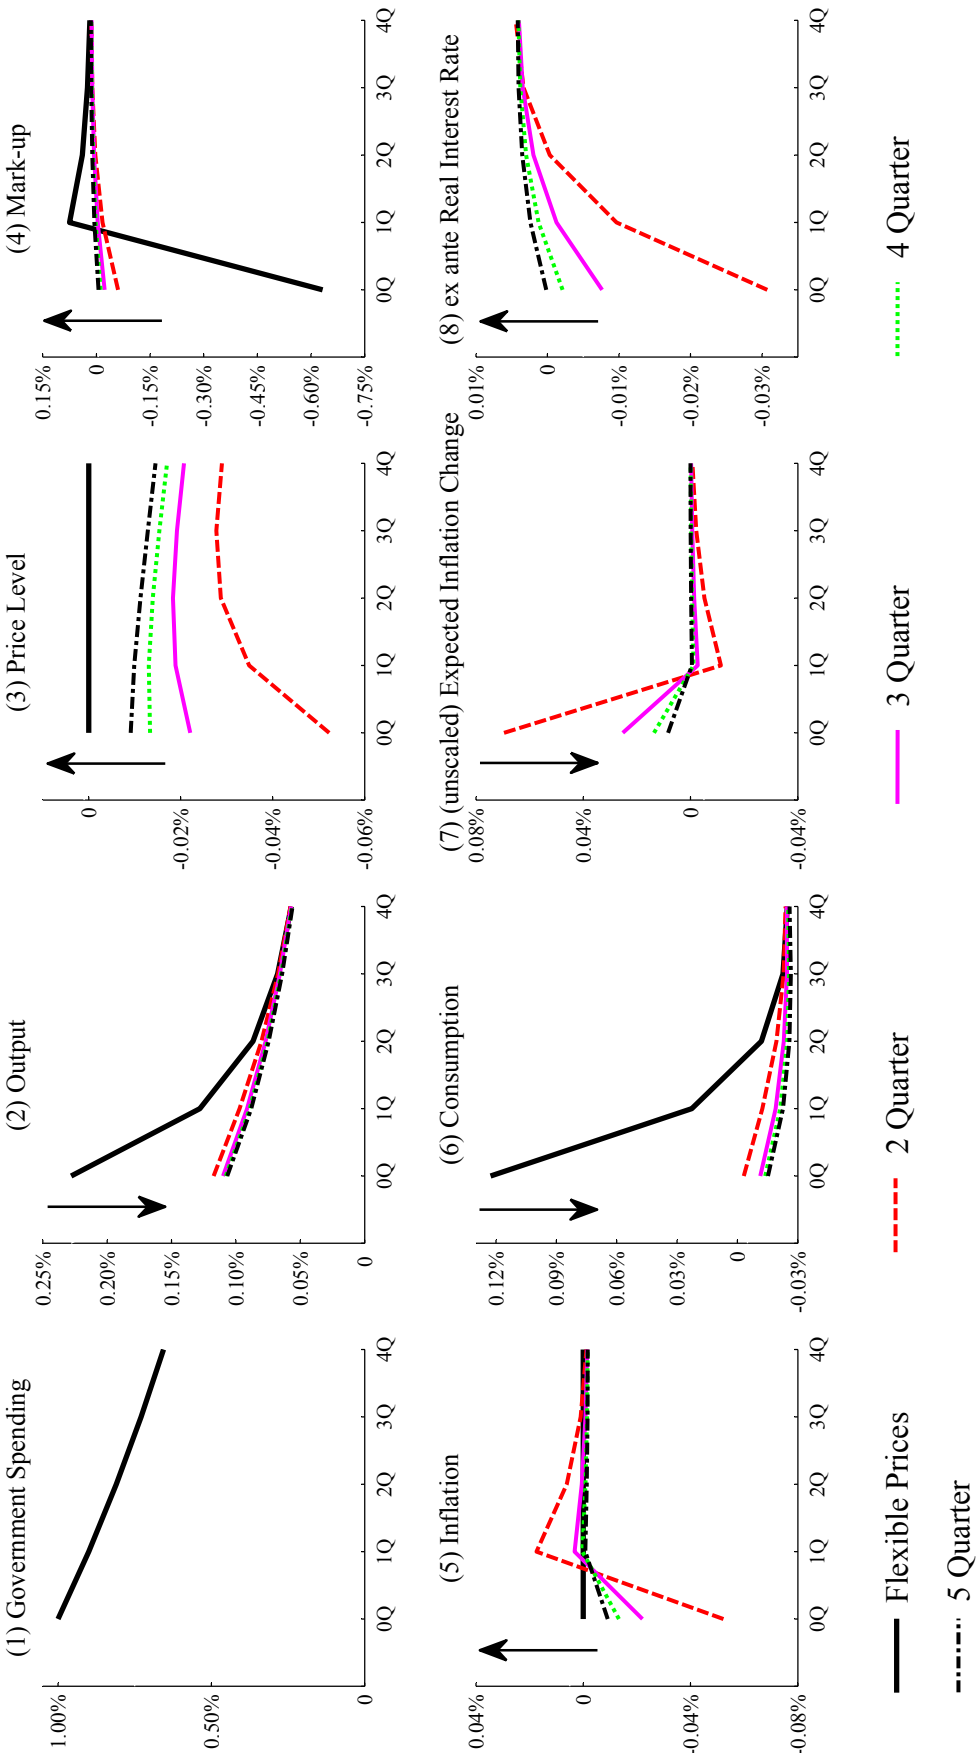 (1) Government Spending
1.00%
0.50%
0
0Q 1Q 2Q 3Q 4Q
(2) Output
0.25%
0.20%
0.15%
0.10%
0.05%
0
0Q 1Q 2Q 3Q 4Q
(3) Price Level
0
-0.02%
-0.04%
-0.06%
0Q 1Q 2Q 3Q 4Q
(4) Mark-up
0.15%
0
-0.15%
-0.30%
-0.45%
-0.60%
-0.75%
0Q 1Q 2Q 3Q 4Q
(5) Inflation
0.04%
0
-0.04%
-0.08%
0Q 1Q 2Q 3Q 4Q
(6) Consumption
0.12%
0.09%
0.06%
0.03%
0
-0.03%
0Q 1Q 2Q 3Q 4Q
(7) (unscaled) Expected Inflation Change
0.08%
0.04%
0
-0.04%
0Q 1Q 2Q 3Q 4Q
(8) ex ante Real Interest Rate
0.01%
0
-0.01%
-0.02%
-0.03%
0Q 1Q 2Q 3Q 4Q
Flexible Prices 2 Quarter 3 Quarter 4 Quarter
5 Quarter